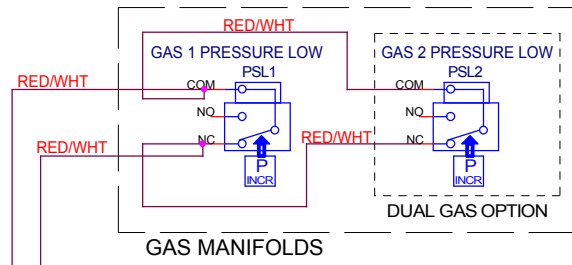 RED/WHT
GAS 1 PRESSURE LOW
GAS 2 PRESSURE LOW
RED/WHT
PSL1
PSL2
COM
COM
NO
NO
RED/WHT
NC
RED/WHT
NC
P
INCR
P
INCR
DUAL GAS OPTION
GAS MANIFOLDS